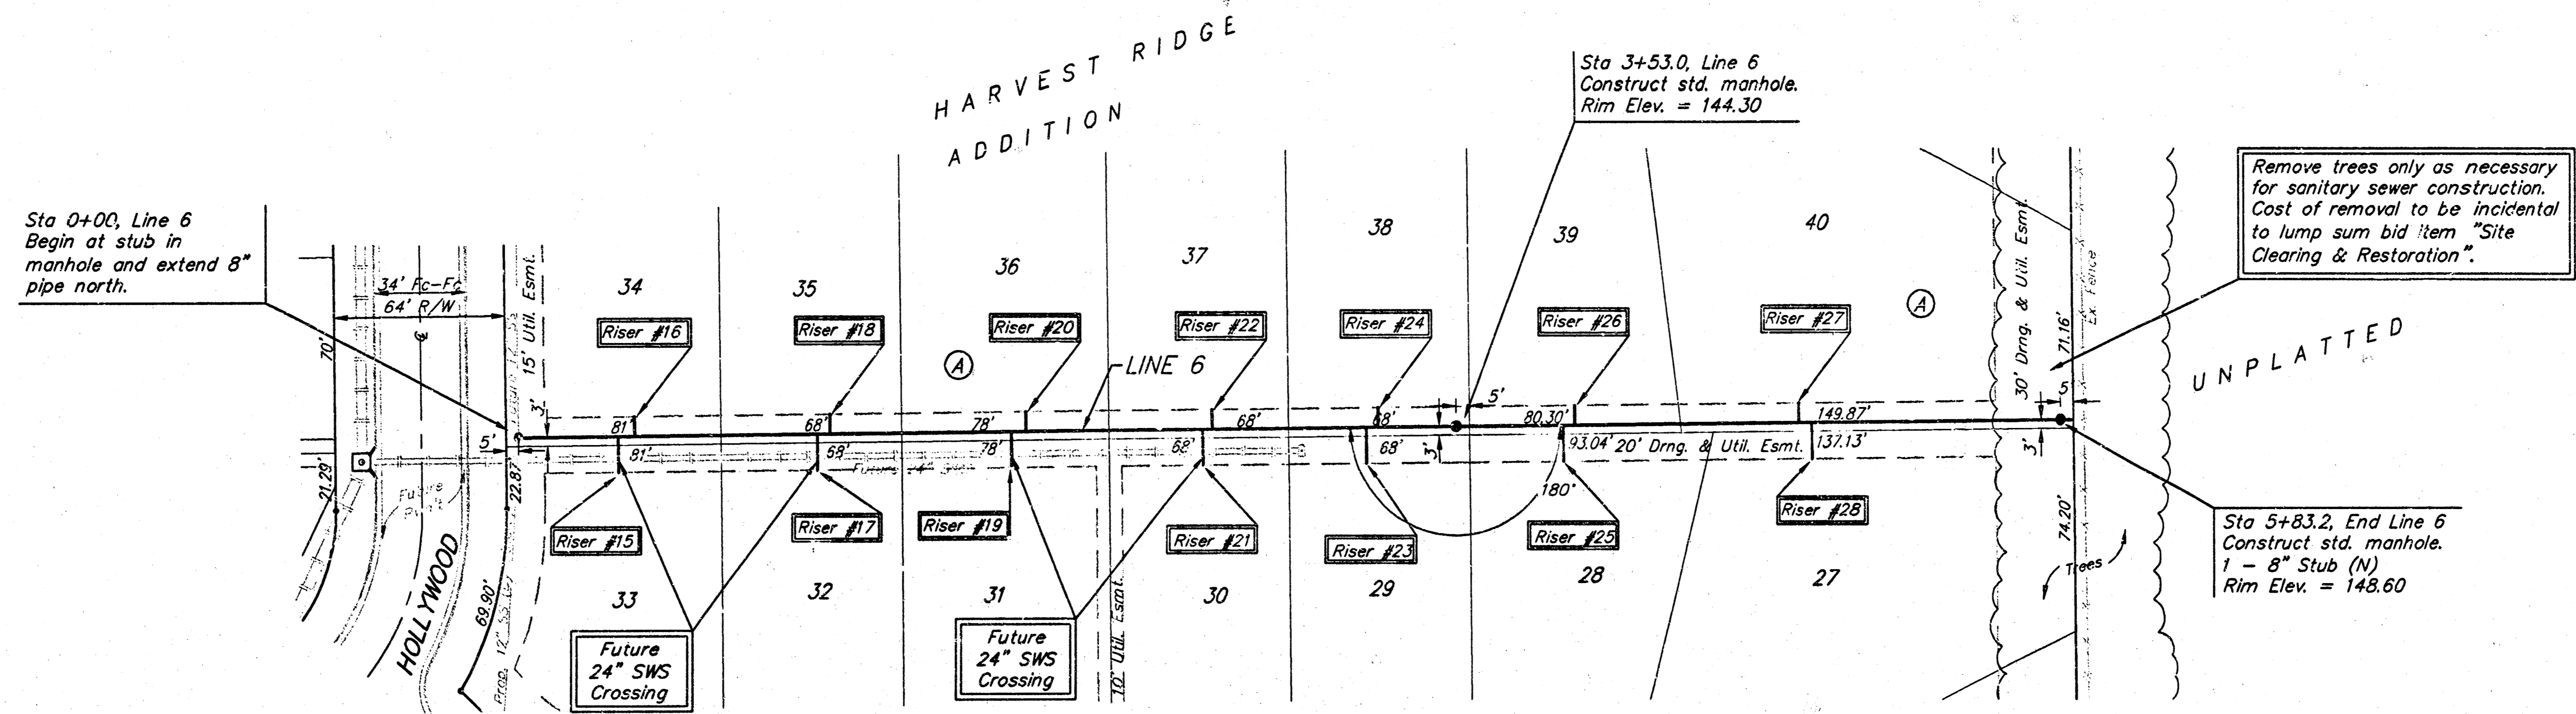 HARVEST RIDGE
ADDITION
Sta 3+53.0, Line 6
Construct std. manhole.
Rim Elev. = 144.30
Remove trees only as necessary
for sanitary sewer construction.
Cost of removal to be incidental
to lump sum bid item "Site
Clearing & Restoration".
Sta 0+00, Line 6
Begin at stub in
manhole and extend 8"
pipe north.
34' Fc-Fc
64' R/W
70'
15' Util. Esmt.
34
35
36
37
38
39
40
Riser #16
Riser #18
Riser #20
Riser #22
Riser #24
Riser #26
Riser #27
A
A
LINE 6
30' Drng. & Util. Esmt.
71.16'
Ex. Fence
UNPLATTED
3'
5'
81'
68'
78'
68'
68'
5'
80.30'
149.87'
5'
81'
68'
78'
68'
68'
3'
93.04'
20' Drng. & Util. Esmt.
137.13'
3'
21.29'
22.87'
Future
180°
Riser #15
Riser #17
Riser #19
Riser #21
Riser #23
Riser #25
Riser #28
74.20'
Trees
Sta 5+83.2, End Line 6
Construct std. manhole.
1 - 8" Stub (N)
Rim Elev. = 148.60
HOLLYWOOD
69.90'
Prop. 12" S.S.
33
32
31
30
29
28
27
Future
24" SWS
Crossing
Future
24" SWS
Crossing
10' Util. Esmt.